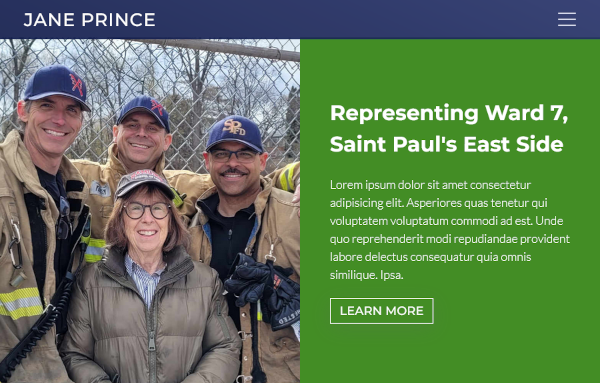 JANE PRINCE
SPFD
Representing Ward 7,
Saint Paul's East Side
Lorem ipsum dolor sit amet consectetur
adipisicing elit. Asperiores quas tenetur qui
voluptatem voluptatum commodi ad est. Unde
quo reprehenderit modi repudiandae provident
labore delectus consequatur quia omnis
similique. Ipsa.
LEARN MORE